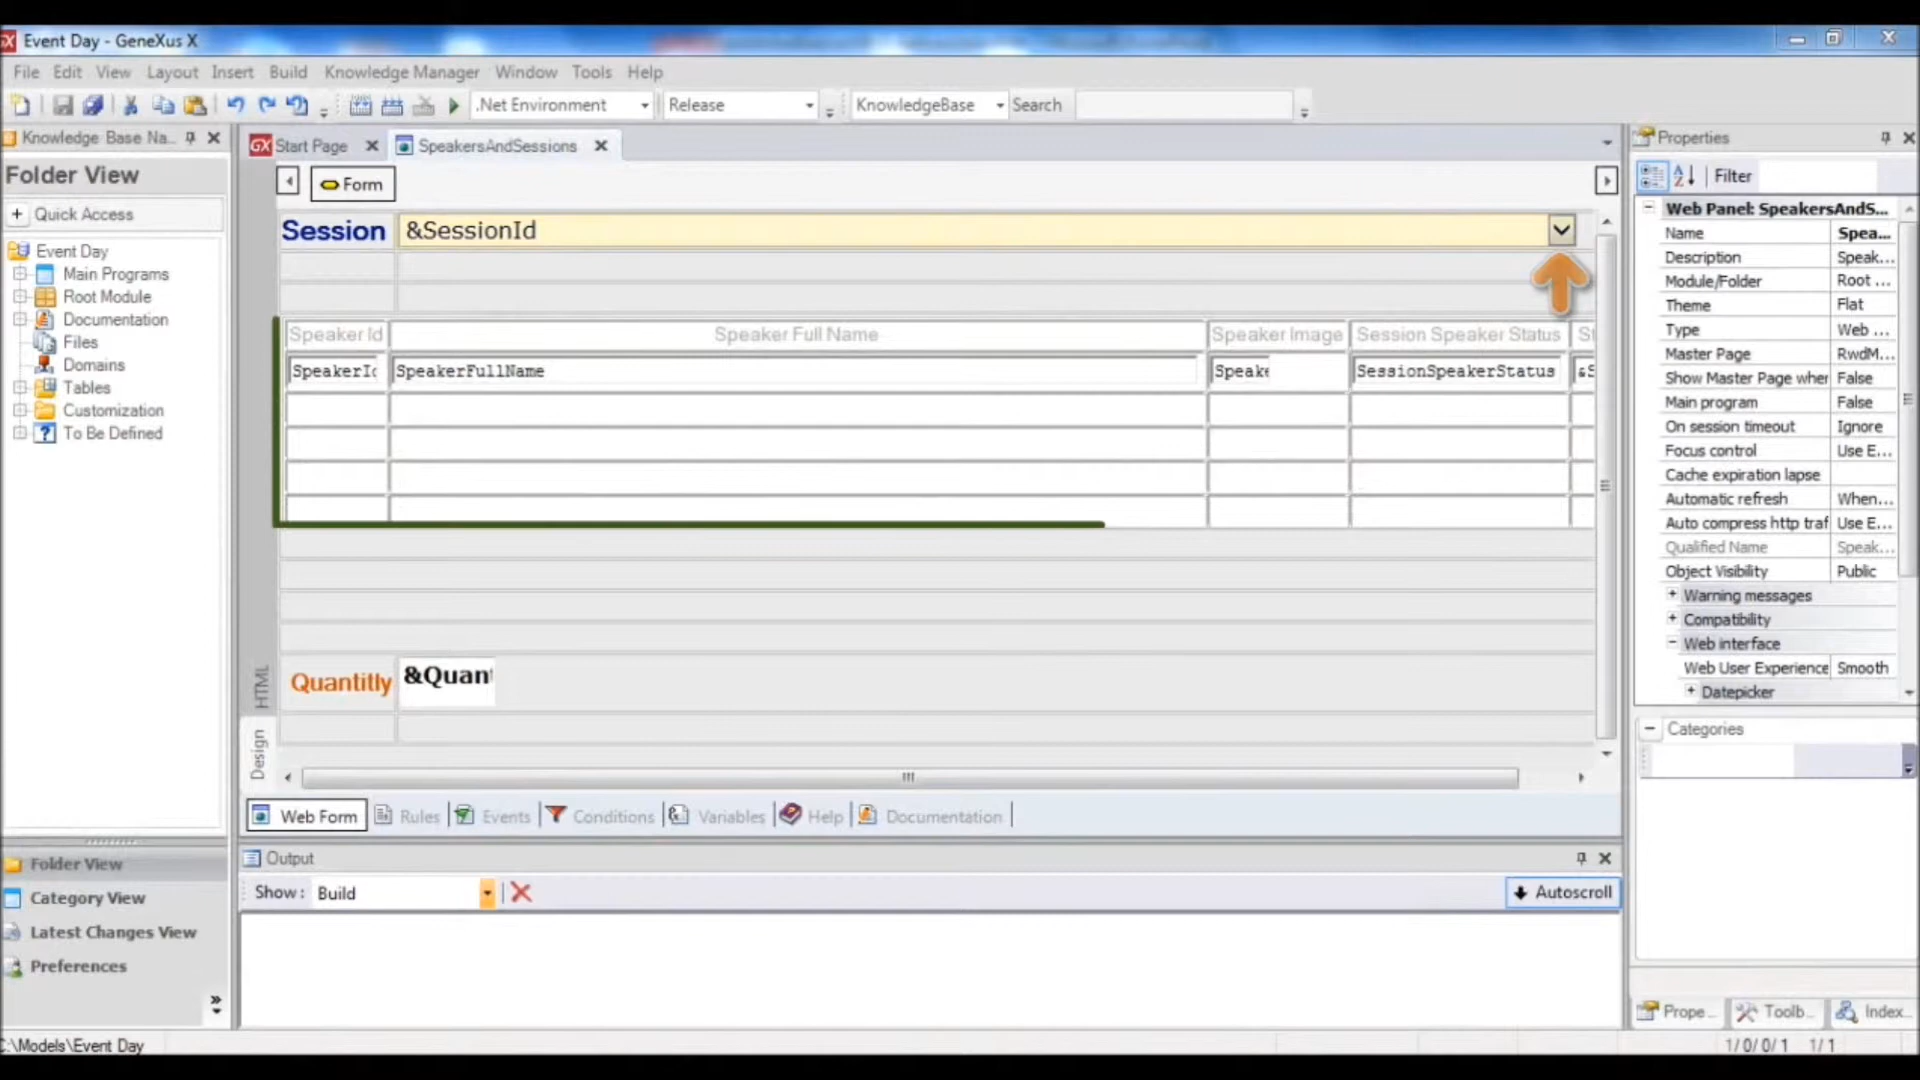 Event Day - GeneXus X
File Edit View Layout Insert Build Knowledge Manager Window Tools Help
.Net Environment Release KnowledgeBase Search
Knowledge Base Na...
Folder View
Quick Access
Event Day
Main Programs
Root Module
Documentation
Files
Domains
Tables
Customization
To Be Defined
Folder View
Category View
Latest Changes View
Preferences
Start Page SpeakersAndSessions
Form
Session &SessionId
Speaker Id Speaker Full Name Speaker Image Session Speaker Status
SpeakerId SpeakerFullName Speake SessionSpeakerStatus &S
Quantitly &Quant
HTML
Design
Web Form Rules Events Conditions Variables Help Documentation
Output
Show: Build Autoscroll
Properties
Filter
Web Panel: SpeakersAndS...
Name Spea...
Description Speak...
Module/Folder Root ...
Theme Flat
Type Web ...
Master Page RwdM...
Show Master Page wher False
Main program False
On session timeout Ignore
Focus control Use E...
Cache expiration lapse
Automatic refresh When...
Auto compress http traf Use E...
Qualified Name Speak...
Object Visibility Public
Warning messages
Compatibility
Web interface
Web User Experience Smooth
Datepicker
Categories
Prope... Toolb... Index...
C:\Models\Event Day 1/0/0/1 1/1